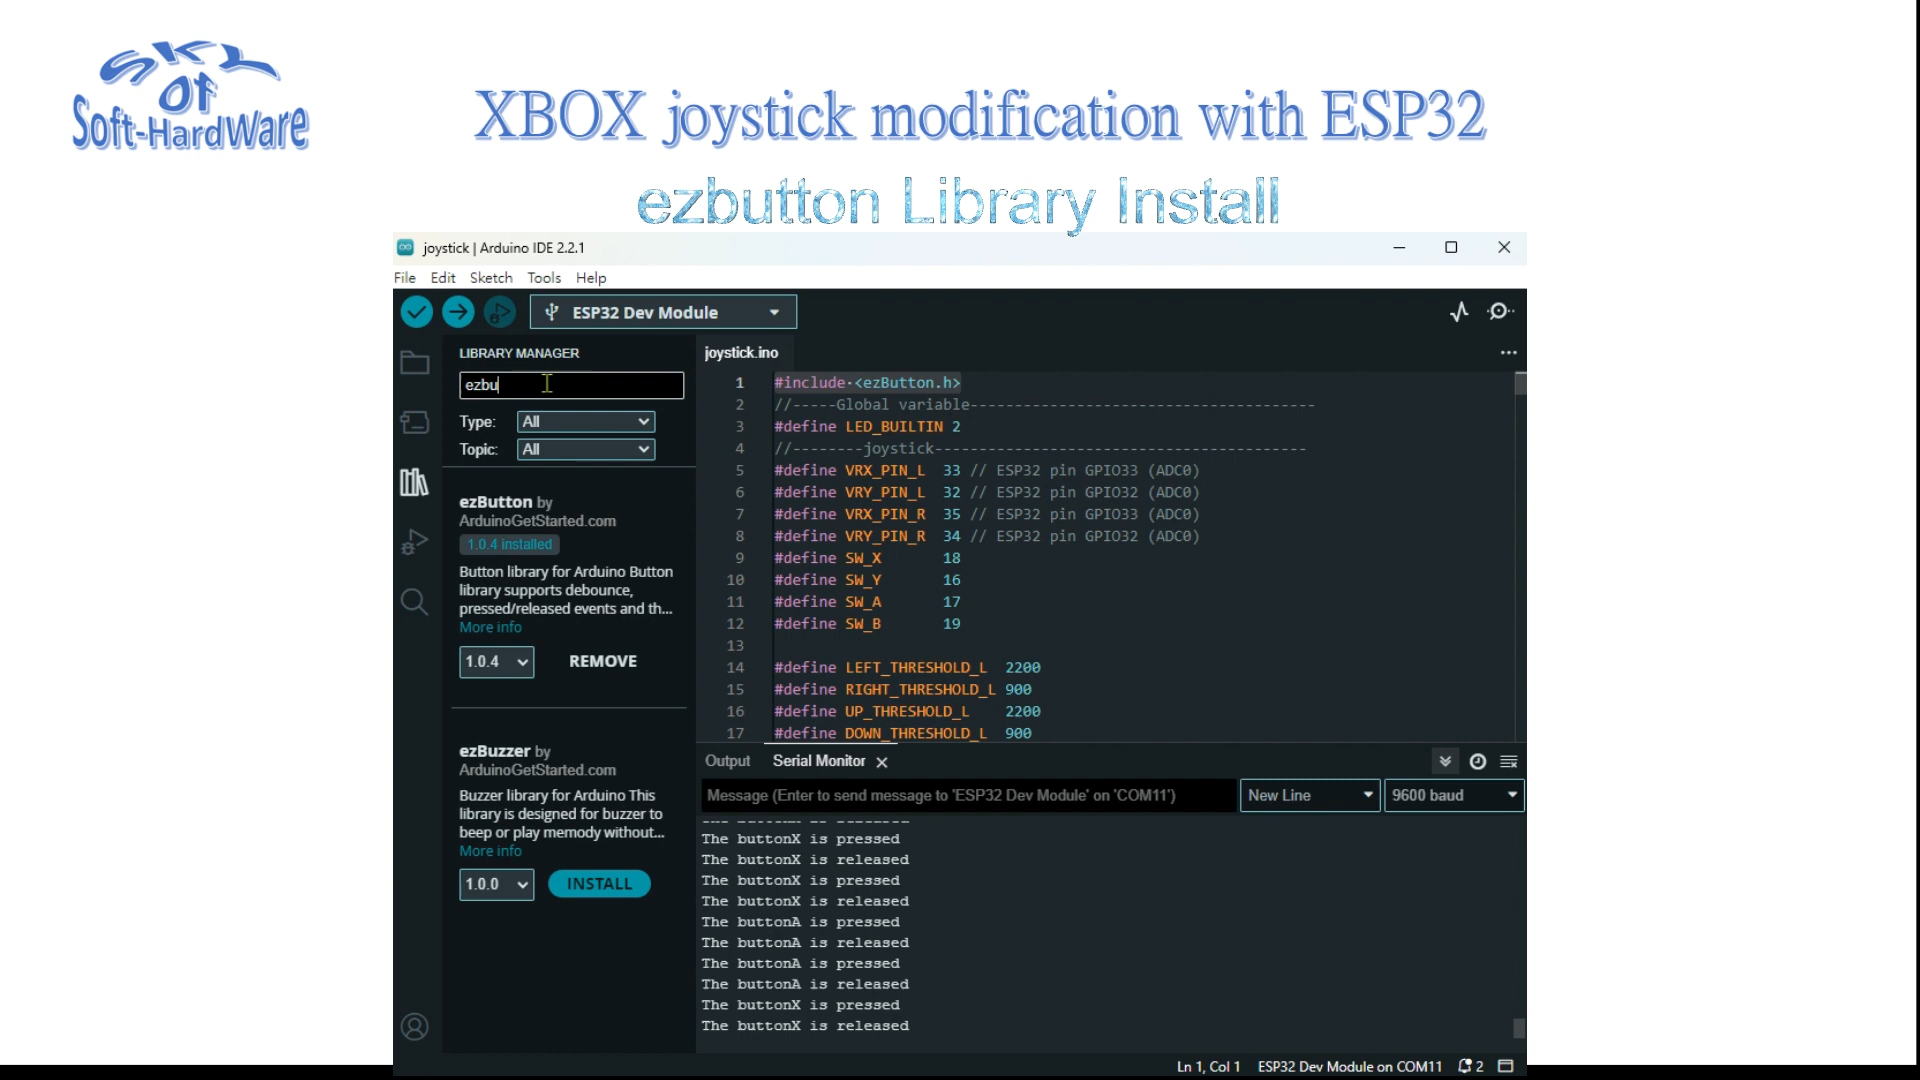 SKL
Of
Soft-HardWare
XBOX joystick modification with ESP32
ezbutton Library Install
joystick | Arduino IDE 2.2.1
File Edit Sketch Tools Help
ESP32 Dev Module
LIBRARY MANAGER
ezbu
Type: All
Topic: All
ezButton by
ArduinoGetStarted.com
1.0.4 installed
Button library for Arduino Button
library supports debounce,
pressed/released events and th...
More info
1.0.4 REMOVE
ezBuzzer by
ArduinoGetStarted.com
Buzzer library for Arduino This
library is designed for buzzer to
beep or play memody without...
More info
1.0.0 INSTALL
joystick.ino
1 #include·<ezButton.h>
2 //-----Global variable---------------------------------------
3 #define LED_BUILTIN 2
4 //--------joystick------------------------------------------
5 #define VRX_PIN_L 33 // ESP32 pin GPIO33 (ADC0)
6 #define VRY_PIN_L 32 // ESP32 pin GPIO32 (ADC0)
7 #define VRX_PIN_R 35 // ESP32 pin GPIO33 (ADC0)
8 #define VRY_PIN_R 34 // ESP32 pin GPIO32 (ADC0)
9 #define SW_X 18
10 #define SW_Y 16
11 #define SW_A 17
12 #define SW_B 19
13
14 #define LEFT_THRESHOLD_L 2200
15 #define RIGHT_THRESHOLD_L 900
16 #define UP_THRESHOLD_L 2200
17 #define DOWN_THRESHOLD_L 900
Output Serial Monitor
Message (Enter to send message to 'ESP32 Dev Module' on 'COM11')
New Line 9600 baud
The buttonX is pressed
The buttonX is released
The buttonX is pressed
The buttonX is released
The buttonA is pressed
The buttonA is released
The buttonA is pressed
The buttonA is released
The buttonX is pressed
The buttonX is released
Ln 1, Col 1 ESP32 Dev Module on COM11 2